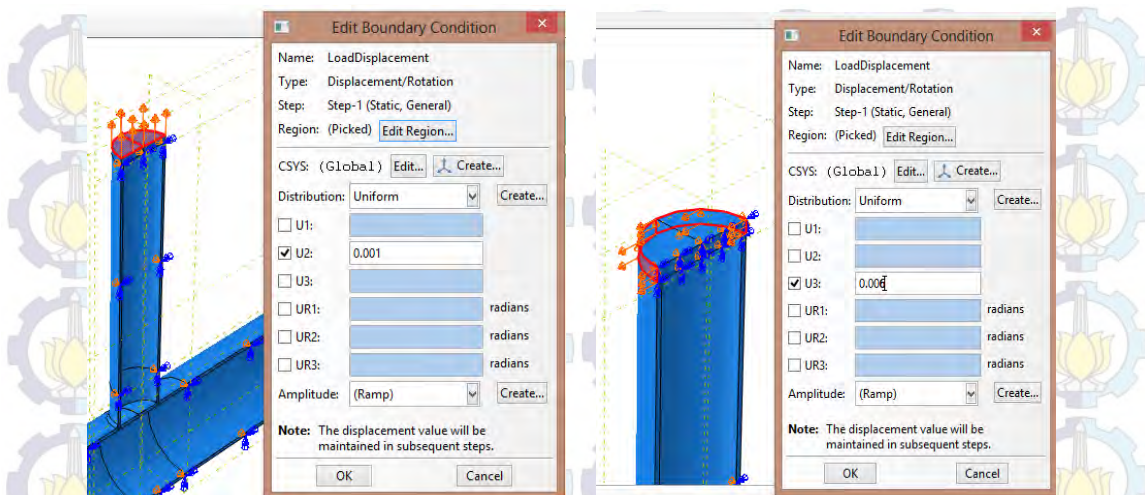 Edit Boundary Condition
Name: LoadDisplacement
Type: Displacement/Rotation
Step: Step-1 (Static, General)
Region: (Picked) Edit Region...
CSYS: (Global) Edit... Create...
Distribution: Uniform Create...
U1:
U2: 0.001
U3:
UR1: radians
UR2: radians
UR3: radians
Amplitude: (Ramp) Create...
Note: The displacement value will be
maintained in subsequent steps.
OK Cancel
Edit Boundary Condition
Name: LoadDisplacement
Type: Displacement/Rotation
Step: Step-1 (Static, General)
Region: (Picked) Edit Region...
CSYS: (Global) Edit... Create...
Distribution: Uniform Create...
U1:
U2:
U3: 0.006
UR1: radians
UR2: radians
UR3: radians
Amplitude: (Ramp) Create...
Note: The displacement value will be
maintained in subsequent steps.
OK Cancel